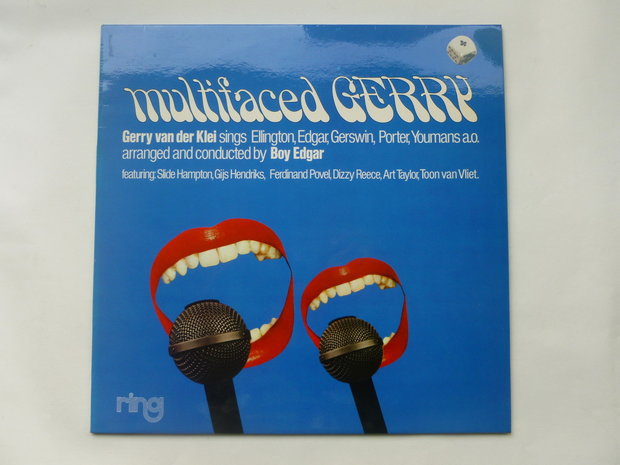 multifaced GERRY
Gerry van der Klei sings Ellington, Edgar, Gerswin, Porter, Youmans a.o.
arranged and conducted by Boy Edgar
featuring: Slide Hampton, Gijs Hendriks, Ferdinand Povel, Dizzy Reece, Art Taylor, Toon van Vliet.
ring